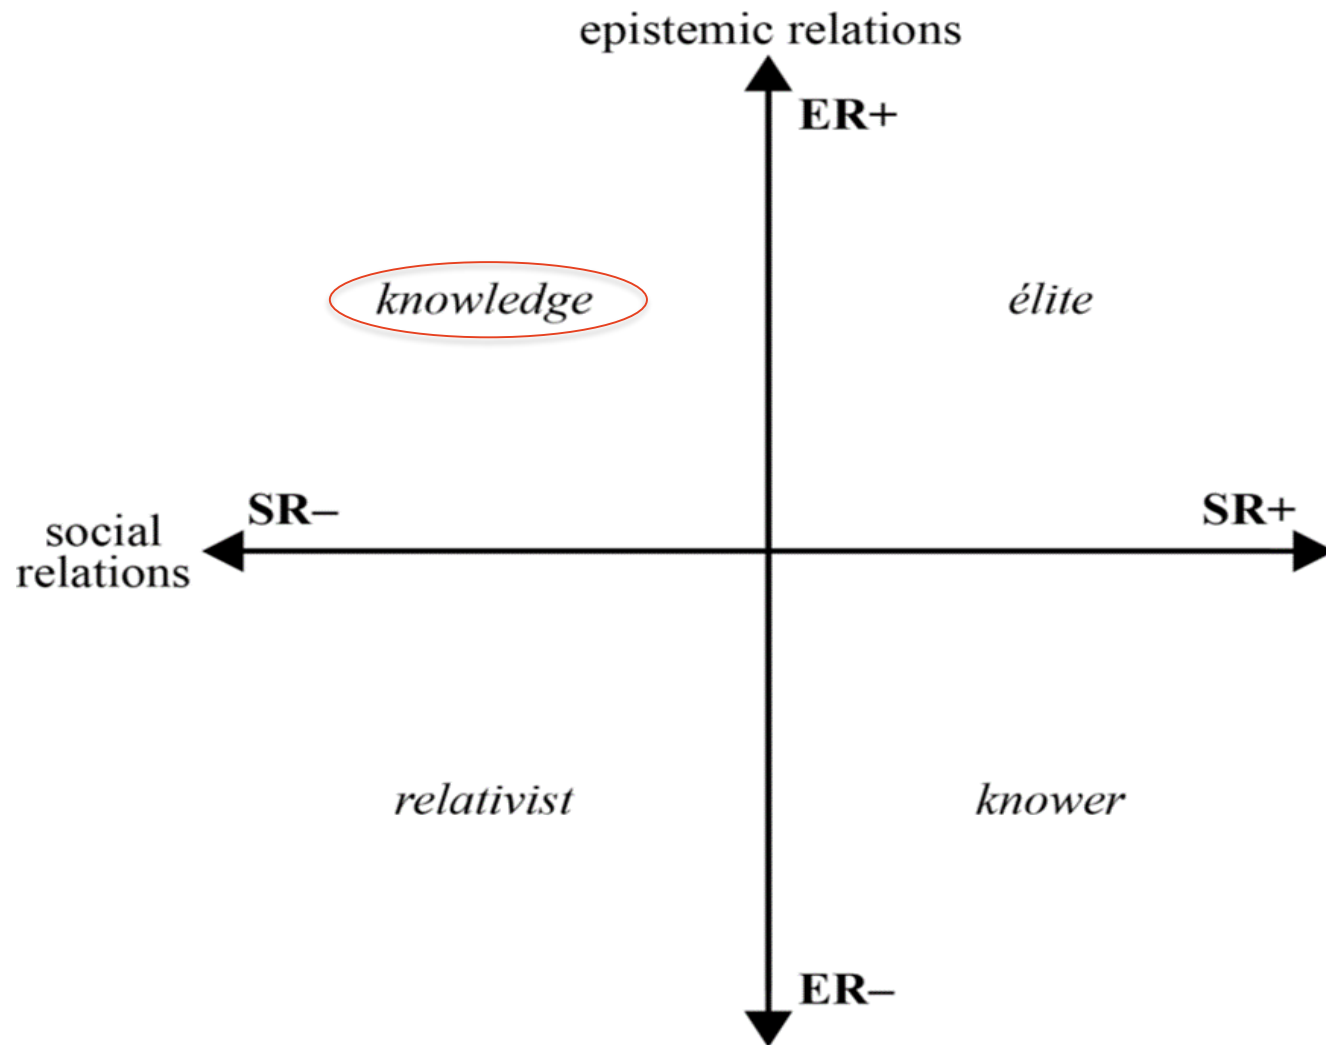 epistemic relations
ER+
knowledge
élite
SR–
SR+
social
relations
relativist
knower
ER–